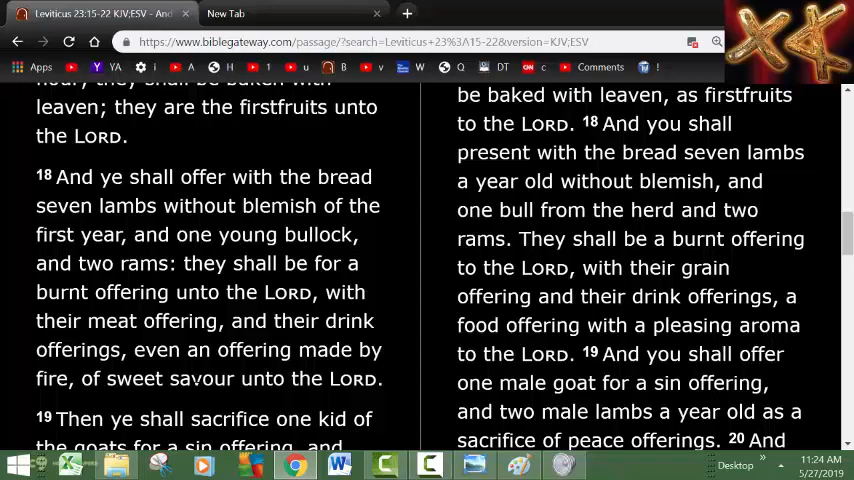 Leviticus 23:15-22 KJV;ESV - And
New Tab
https://www.biblegateway.com/passage/?search=Leviticus+23%3A15-22&version=KJV;ESV
Apps YA i A H 1 u B v W Q DT c Comments !
leaven; they are the firstfruits unto
the LORD.
18 And ye shall offer with the bread
seven lambs without blemish of the
first year, and one young bullock,
and two rams: they shall be for a
burnt offering unto the LORD, with
their meat offering, and their drink
offerings, even an offering made by
fire, of sweet savour unto the LORD.
19 Then ye shall sacrifice one kid of
the goats for a sin offering, and
be baked with leaven, as firstfruits
to the LORD. 18 And you shall
present with the bread seven lambs
a year old without blemish, and
one bull from the herd and two
rams. They shall be a burnt offering
to the LORD, with their grain
offering and their drink offerings, a
food offering with a pleasing aroma
to the LORD. 19 And you shall offer
one male goat for a sin offering,
and two male lambs a year old as a
sacrifice of peace offerings. 20 And
Desktop
11:24 AM
5/27/2019